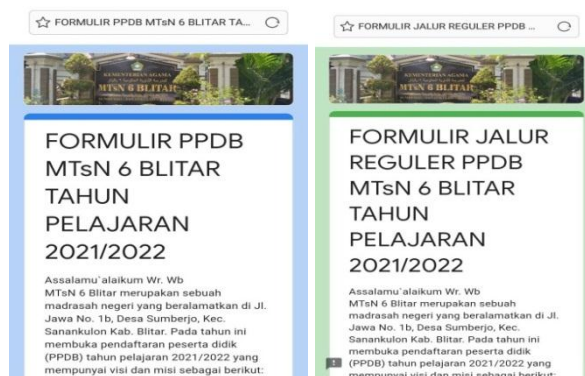 FORMULIR PPDB MTsN 6 BLITAR TA...
KEMENTERIAN AGAMA
MTsN 6 BLITAR
FORMULIR PPDB
MTsN 6 BLITAR
TAHUN
PELAJARAN
2021/2022
Assalamu`alaikum Wr. Wb
MTsN 6 Blitar merupakan sebuah
madrasah negeri yang beralamatkan di Jl.
Jawa No. 1b, Desa Sumberjo, Kec.
Sanankulon Kab. Blitar. Pada tahun ini
membuka pendaftaran peserta didik
(PPDB) tahun pelajaran 2021/2022 yang
mempunyai visi dan misi sebagai berikut:
FORMULIR JALUR REGULER PPDB ...
KEMENTERIAN AGAMA
MTsN 6 BLITAR
FORMULIR JALUR
REGULER PPDB
MTsN 6 BLITAR
TAHUN
PELAJARAN
2021/2022
Assalamu`alaikum Wr. Wb
MTsN 6 Blitar merupakan sebuah
madrasah negeri yang beralamatkan di Jl.
Jawa No. 1b, Desa Sumberjo, Kec.
Sanankulon Kab. Blitar. Pada tahun ini
membuka pendaftaran peserta didik
(PPDB) tahun pelajaran 2021/2022 yang
mempunyai visi dan misi sebagai berikut: